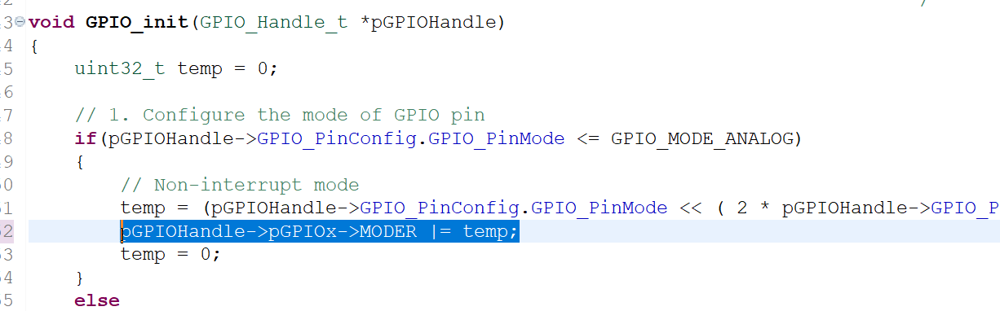 3 void GPIO_init(GPIO_Handle_t *pGPIOHandle)
4 {
5 uint32_t temp = 0;
6
7 // 1. Configure the mode of GPIO pin
8 if(pGPIOHandle->GPIO_PinConfig.GPIO_PinMode <= GPIO_MODE_ANALOG)
9 {
0 // Non-interrupt mode
1 temp = (pGPIOHandle->GPIO_PinConfig.GPIO_PinMode << ( 2 * pGPIOHandle->GPIO_P
2 pGPIOHandle->pGPIOx->MODER |= temp;
3 temp = 0;
4 }
5 else